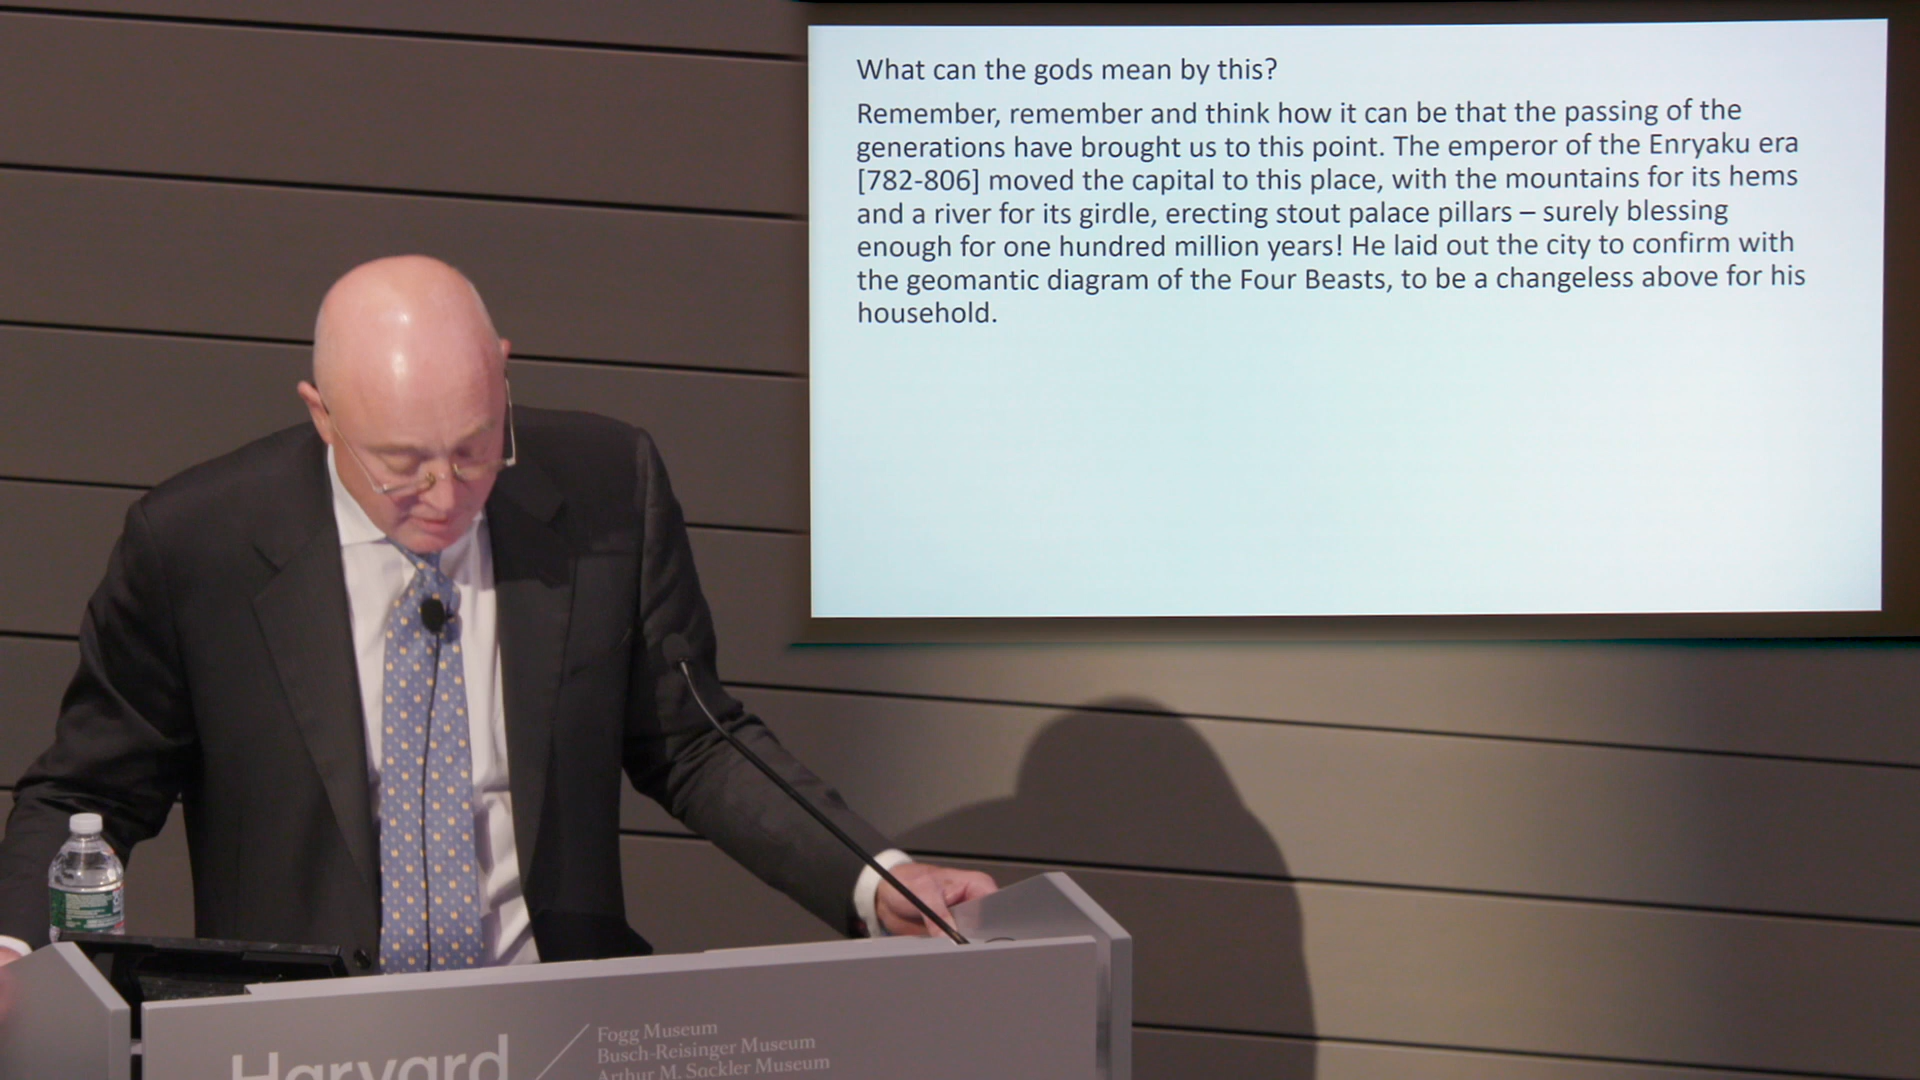 What can the gods mean by this?
Remember, remember and think how it can be that the passing of the
generations have brought us to this point. The emperor of the Enryaku era
[782-806] moved the capital to this place, with the mountains for its hems
and a river for its girdle, erecting stout palace pillars – surely blessing
enough for one hundred million years! He laid out the city to confirm with
the geomantic diagram of the Four Beasts, to be a changeless above for his
household.
Harvard
Fogg Museum
Busch-Reisinger Museum
Arthur M. Sackler Museum